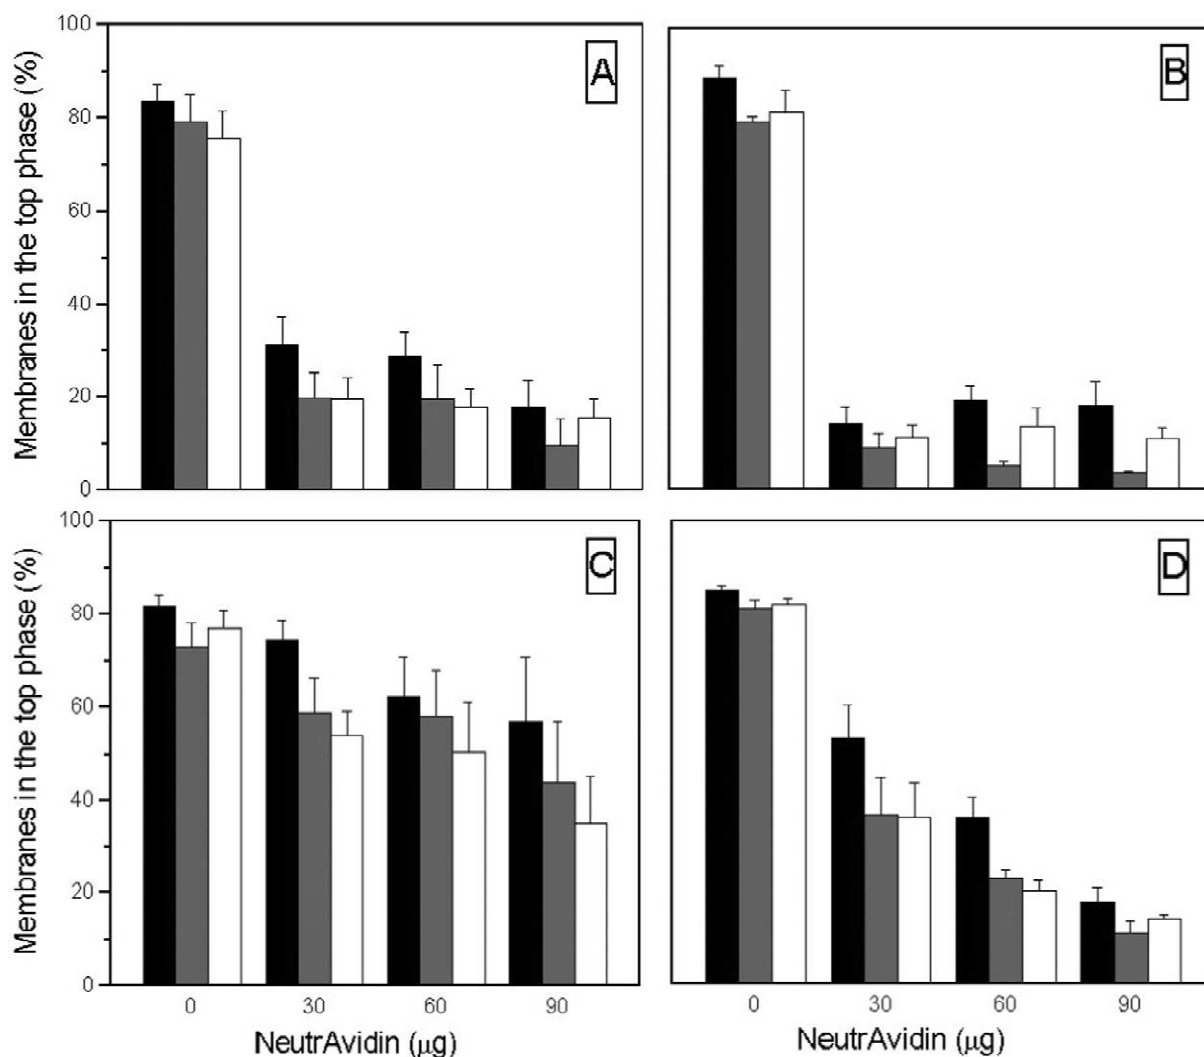 100
80
60
40
20
0
Membranes in the top phase (%)
A
B
100
80
60
40
20
0
Membranes in the top phase (%)
C
D
0 30 60 90
NeutrAvidin (μg)
0 30 60 90
NeutrAvidin (μg)